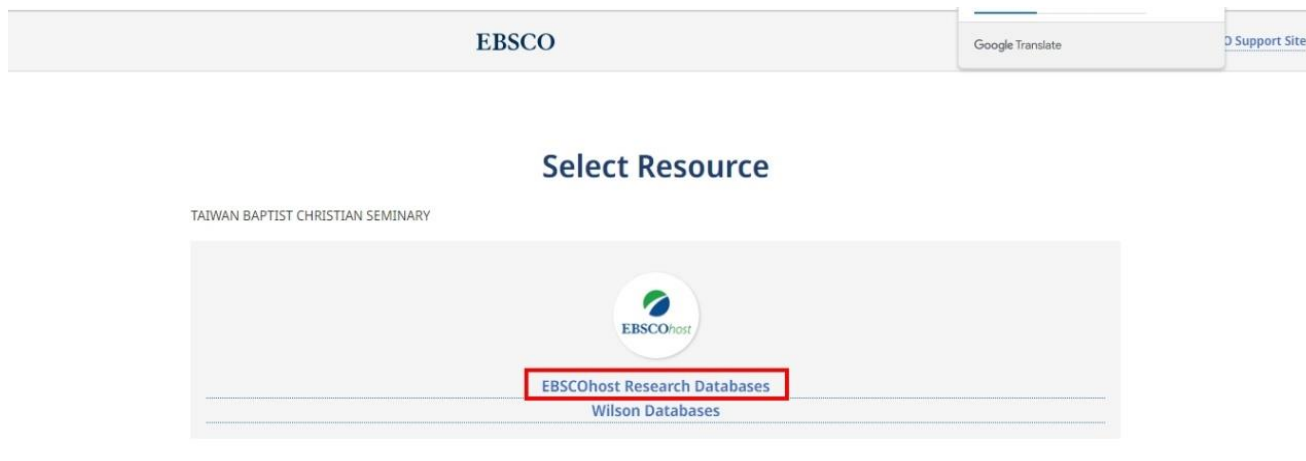 EBSCO
Google Translate
Support Site
Select Resource
TAIWAN BAPTIST CHRISTIAN SEMINARY
EBSCOhost
EBSCOhost Research Databases
Wilson Databases